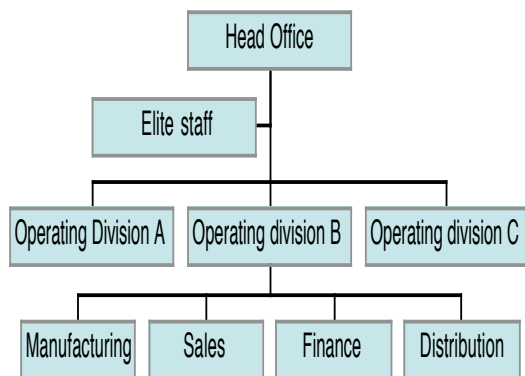 Head Office
Elite staff
Operating Division A
Operating division B
Operating division C
Manufacturing
Sales
Finance
Distribution